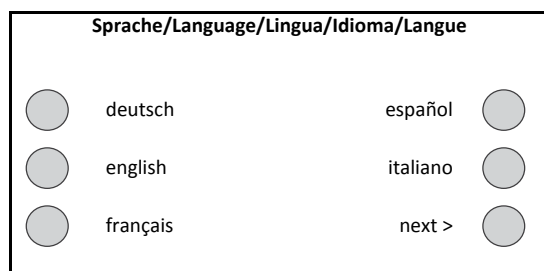 Sprache/Language/Lingua/Idioma/Langue
deutsch español
english italiano
français next >